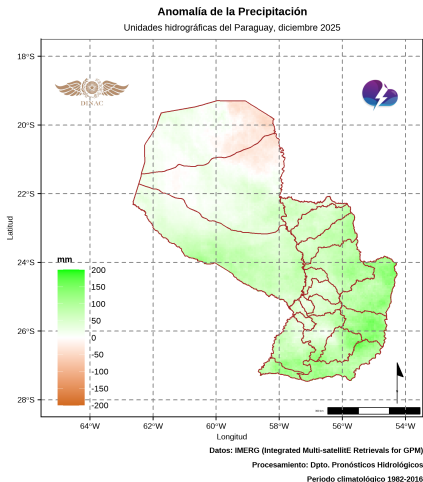 Anomalía de la Precipitación
Unidades hidrográficas del Paraguay, diciembre 2025
18°S
20°S
22°S
24°S
26°S
28°S
Latitud
DINAC
mm
200
150
100
50
0
-50
-100
-150
-200
64°W
62°W
60°W
58°W
56°W
54°W
Longitud
Datos: IMERG (Integrated Multi-satellitE Retrievals for GPM)
Procesamiento: Dpto. Pronósticos Hidrológicos
Periodo climatológico 1982-2016